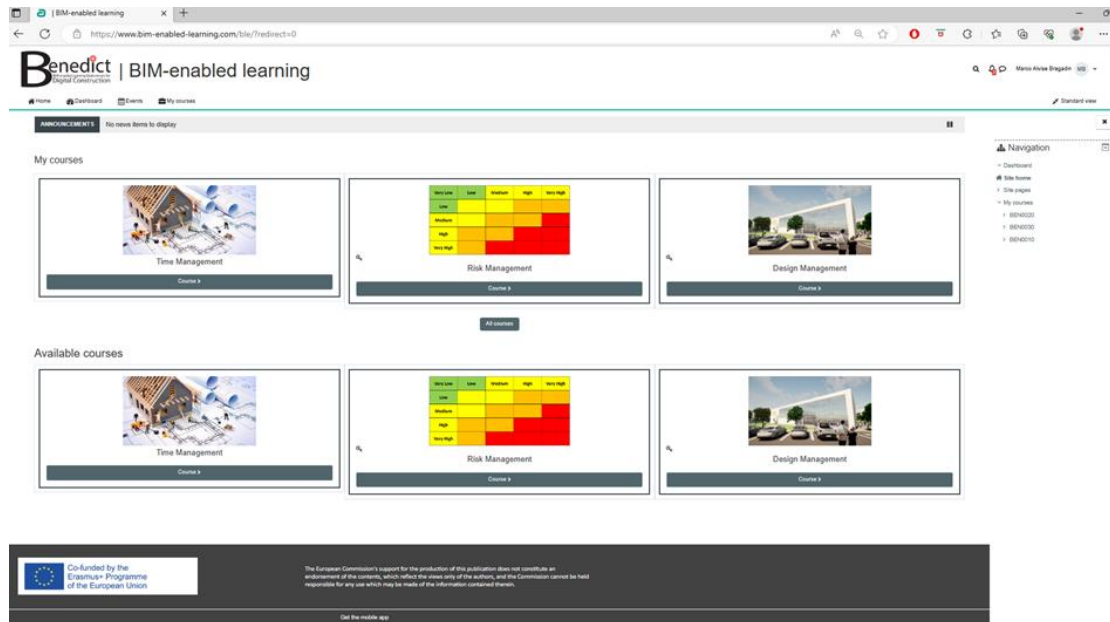 | BIM-enabled learning
https://www.bim-enabled-learning.com/ble/?redirect=0
Benedict
Digital Construction
| BIM-enabled learning
Marco Alvise Bragadin
Home Dashboard Events My courses
Standard view
ANNOUNCEMENTS No news items to display
Navigation
Dashboard
Site home
Site pages
My courses
BEN0020
BEN0030
BEN0010
My courses
Time Management
Course
Very Low Low Medium High Very High
Low
Medium
High
Very High
Risk Management
Course
Design Management
Course
All courses
Available courses
Time Management
Course
Very Low Low Medium High Very High
Low
Medium
High
Very High
Risk Management
Course
Design Management
Course
Co-funded by the
Erasmus+ Programme
of the European Union
The European Commission's support for the production of this publication does not constitute an
endorsement of the contents, which reflect the views only of the authors, and the Commission cannot be held
responsible for any use which may be made of the information contained therein.
Get the mobile app